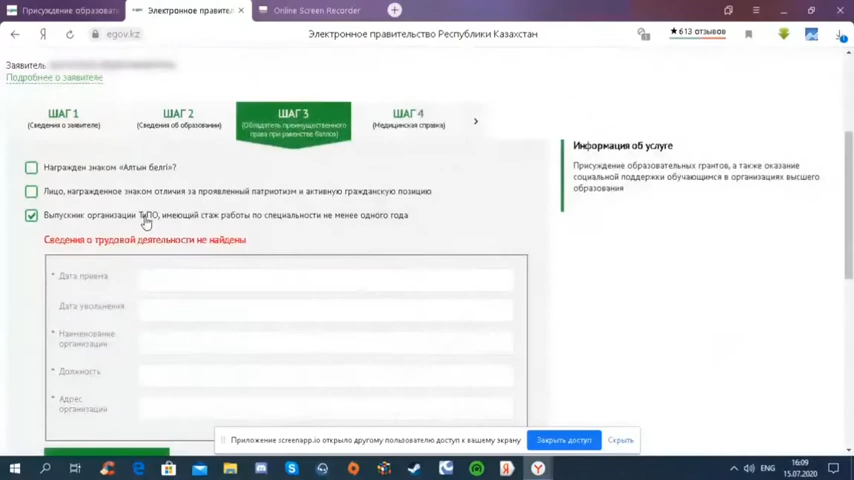 Присуждение образоват
Электронное правител
Online Screen Recorder
egov.kz
Электронное правительство Республики Казахстан
★613 отзывов
Заявитель
Подробнее о заявителе
ШАГ 1
(Сведения о заявителе)
ШАГ 2
(Сведения об образовании)
ШАГ 3
(Обладатель преимущественного
права при равенстве баллов)
ШАГ 4
(Медицинская справка)
Награжден знаком «Алтын белгі»?
Лицо, награжденное знаком отличия за проявленный патриотизм и активную гражданскую позицию
Выпускник организации ТиПО, имеющий стаж работы по специальности не менее одного года
Сведения о трудовой деятельности не найдены
* Дата приема
Дата увольнения
* Наименование
организации
* Должность
* Адрес
организации
Информация об услуге
Присуждение образовательных грантов, а также оказание
социальной поддержки обучающимся в организациях высшего
образования
Приложение screenapp.io открыло другому пользователю доступ к вашему экрану
Закрыть доступ
Скрыть
ENG
16:09
15.07.2020